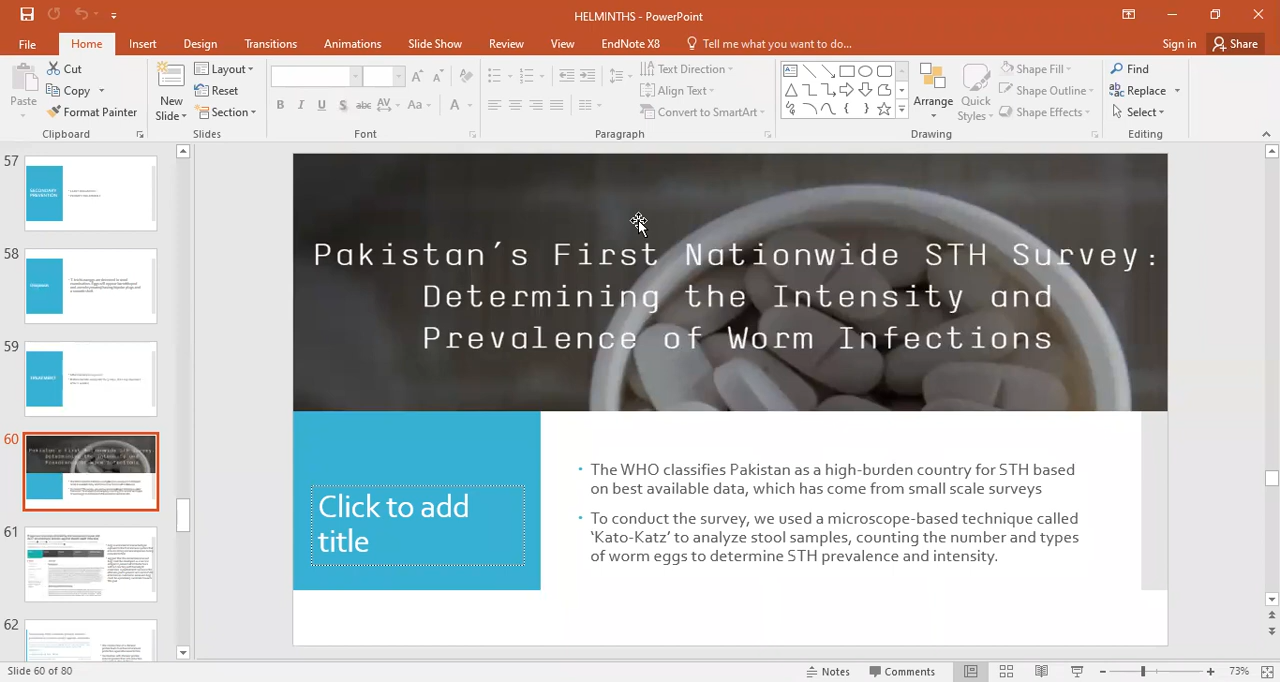 HELMINTHS - PowerPoint
File Home Insert Design Transitions Animations Slide Show Review View EndNote X8 Tell me what you want to do... Sign in Share
Paste Cut Copy Format Painter
Clipboard
New Slide Layout Reset Section
Slides
B I U S abc AV Aa A
Font
Text Direction
Align Text
Convert to SmartArt
Paragraph
Arrange Quick Styles
Shape Fill
Shape Outline
Shape Effects
Drawing
Find
Replace
Select
Editing
57
SECONDARY PREVENTION
58
59
TREATMENT
60
61
62
Pakistan's First Nationwide STH Survey:
Determining the Intensity and
Prevalence of Worm Infections
Click to add
title
• The WHO classifies Pakistan as a high-burden country for STH based
on best available data, which has come from small scale surveys
• To conduct the survey, we used a microscope-based technique called
‘Kato-Katz’ to analyze stool samples, counting the number and types
of worm eggs to determine STH prevalence and intensity.
Slide 60 of 80 Notes Comments 73%